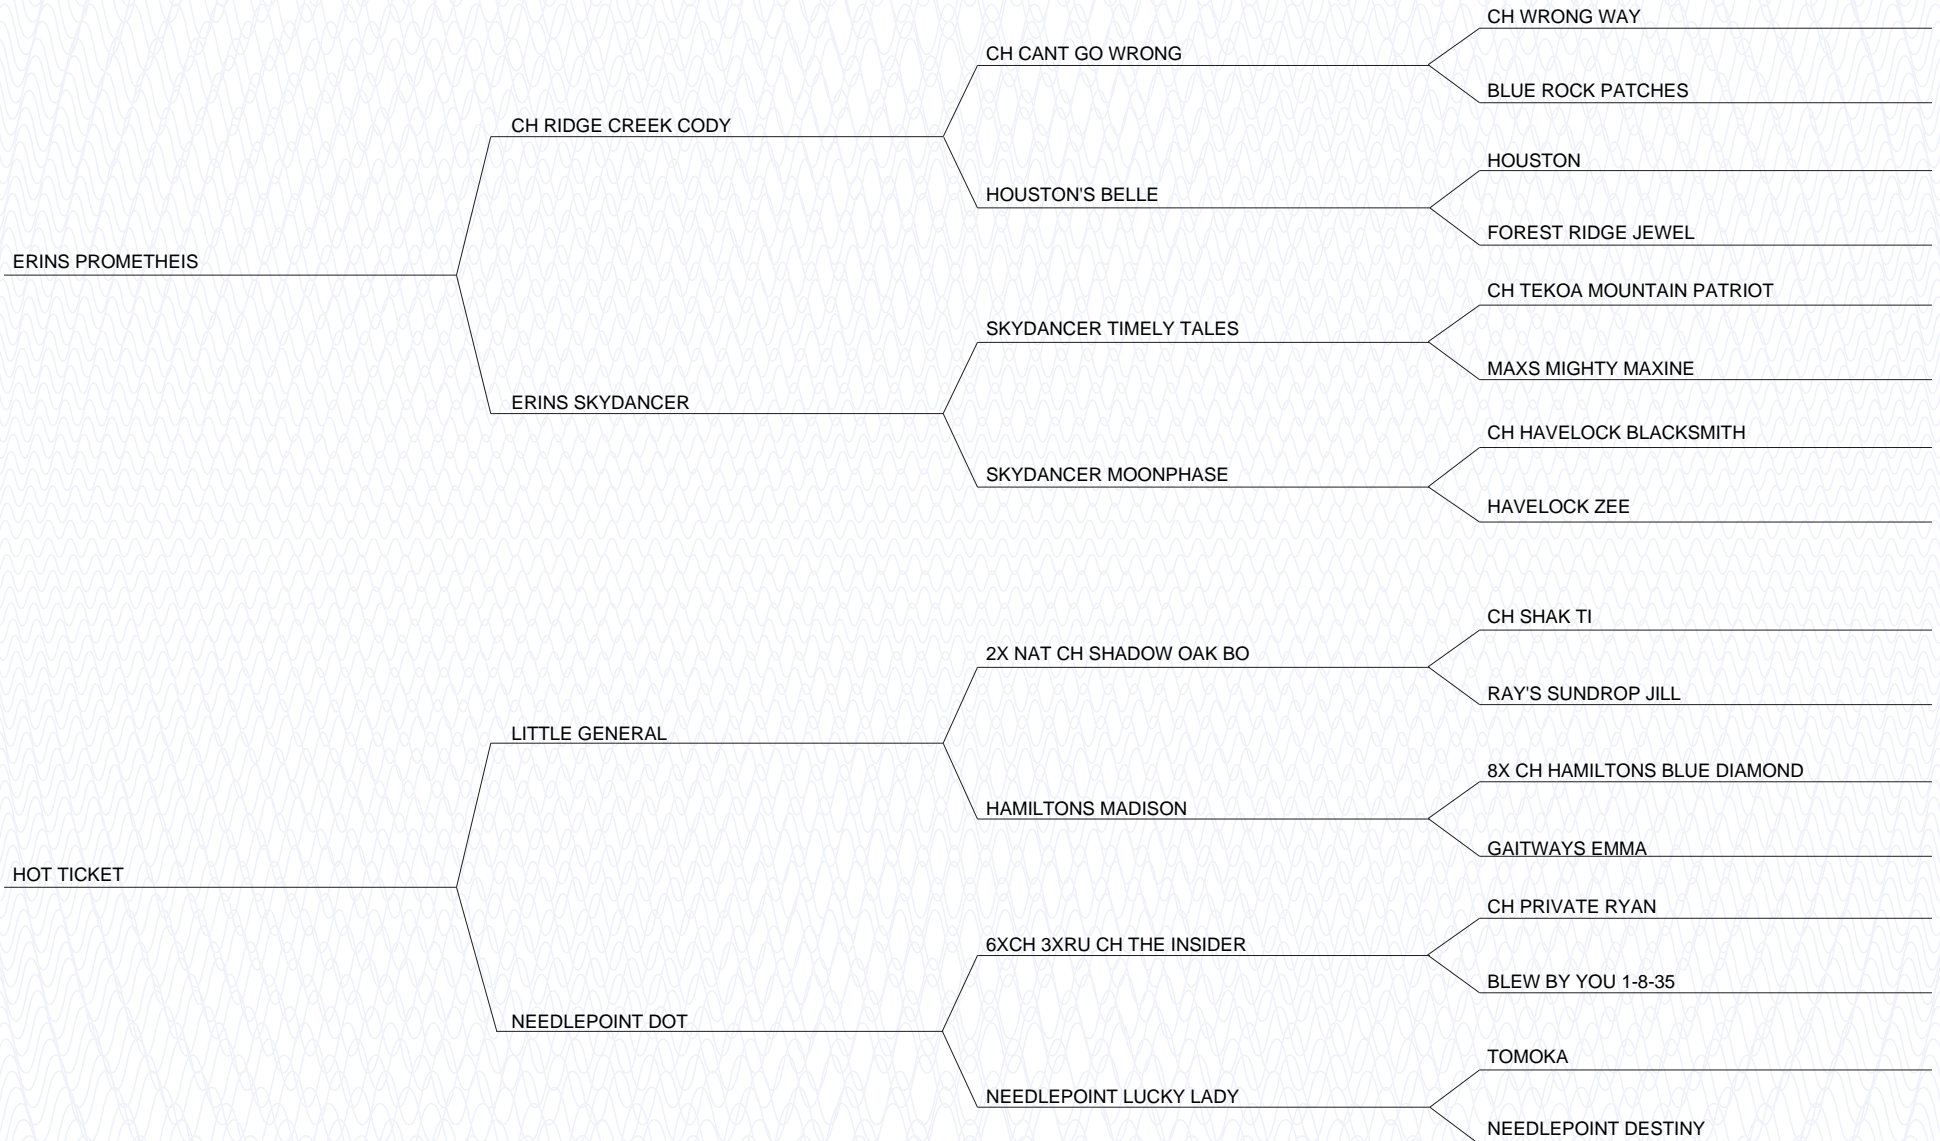 CH WRONG WAY
CH CANT GO WRONG
BLUE ROCK PATCHES
CH RIDGE CREEK CODY
HOUSTON
HOUSTON'S BELLE
FOREST RIDGE JEWEL
ERINS PROMETHEIS
CH TEKOA MOUNTAIN PATRIOT
SKYDANCER TIMELY TALES
MAXS MIGHTY MAXINE
ERINS SKYDANCER
CH HAVELOCK BLACKSMITH
SKYDANCER MOONPHASE
HAVELOCK ZEE
CH SHAK TI
2X NAT CH SHADOW OAK BO
RAY'S SUNDROP JILL
LITTLE GENERAL
8X CH HAMILTONS BLUE DIAMOND
HAMILTONS MADISON
GAITWAYS EMMA
HOT TICKET
CH PRIVATE RYAN
6XCH 3XRU CH THE INSIDER
BLEW BY YOU 1-8-35
NEEDLEPOINT DOT
TOMOKA
NEEDLEPOINT LUCKY LADY
NEEDLEPOINT DESTINY